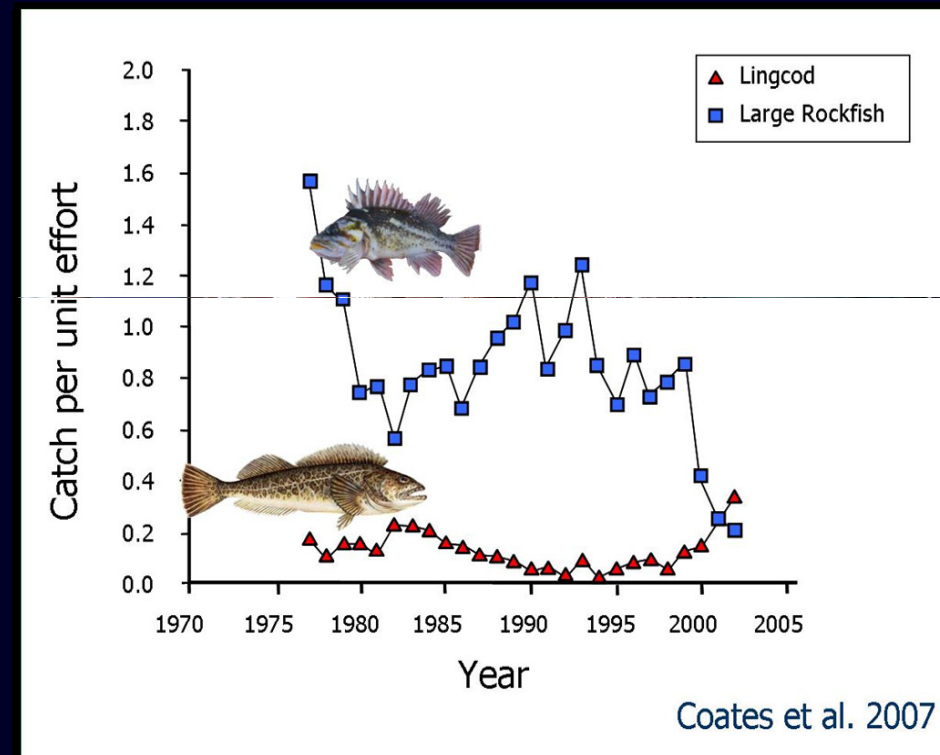 Lingcod
Large Rockfish
Catch per unit effort
2.0
1.8
1.6
1.4
1.2
1.0
0.8
0.6
0.4
0.2
0.0
1970 1975 1980 1985 1990 1995 2000 2005
Year
Coates et al. 2007